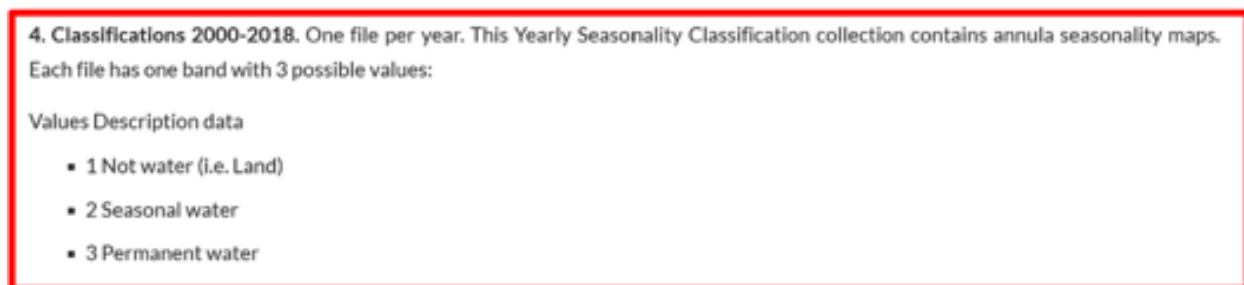 4. Classifications 2000-2018. One file per year. This Yearly Seasonality Classification collection contains annula seasonality maps.
Each file has one band with 3 possible values:
Values Description data
▪ 1 Not water (i.e. Land)
▪ 2 Seasonal water
▪ 3 Permanent water